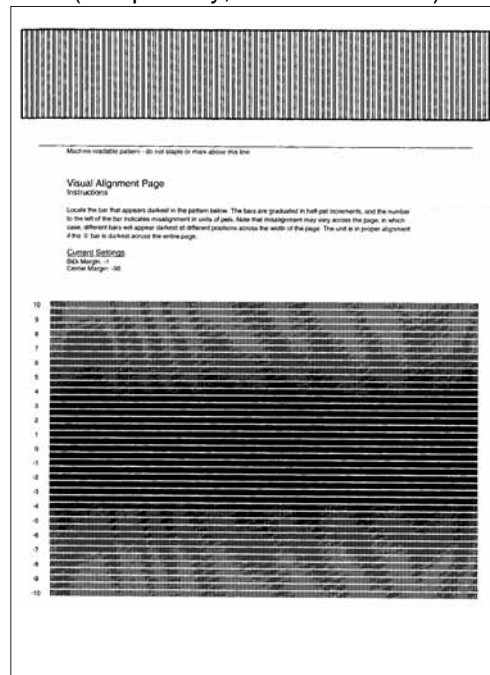 Machine readable pattern - do not staple or mark above this line
Visual Alignment Page
Instructions
Locate the bar that appears darkest in the pattern below. The bars are graduated in half-pel increments, and the number
to the left of the bar indicates misalignment in units of pels. Note that misalignment may vary across the page, in which
case, different bars will appear darkest at different positions across the width of the page. The unit is in proper alignment
if the '0' bar is darkest across the entire page.
Current Settings
BiDi Margin: -1
Center Margin: -98
10
9
8
7
6
5
4
3
2
1
0
-1
-2
-3
-4
-5
-6
-7
-8
-9
-10